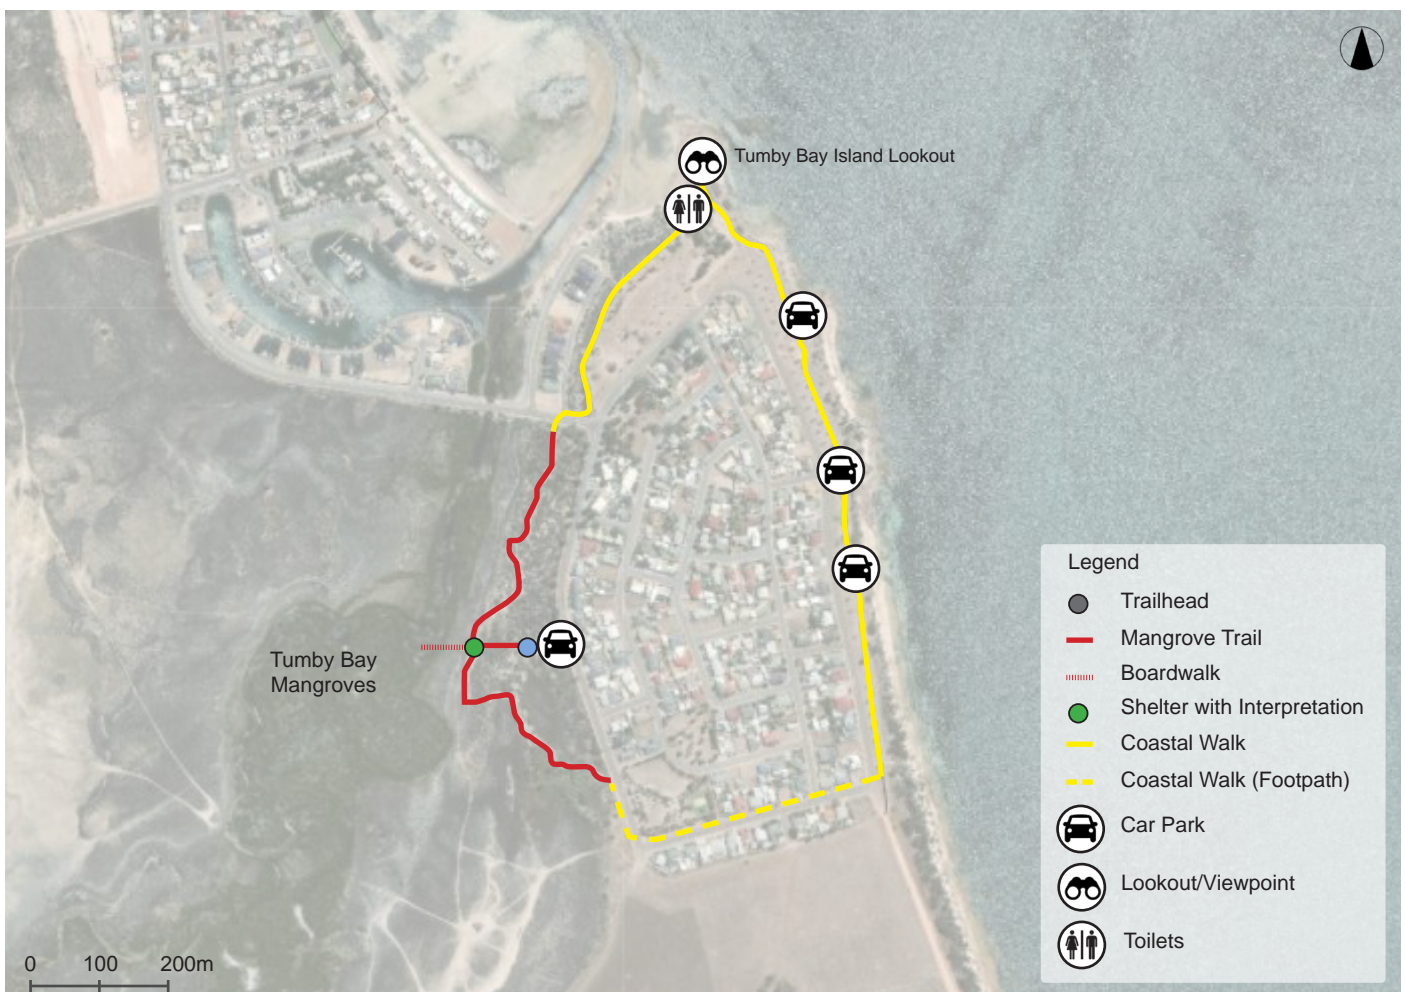 Tumby Bay Island Lookout
Tumby Bay
Mangroves
Legend
Trailhead
Mangrove Trail
Boardwalk
Shelter with Interpretation
Coastal Walk
Coastal Walk (Footpath)
Car Park
Lookout/Viewpoint
Toilets
0 100 200m